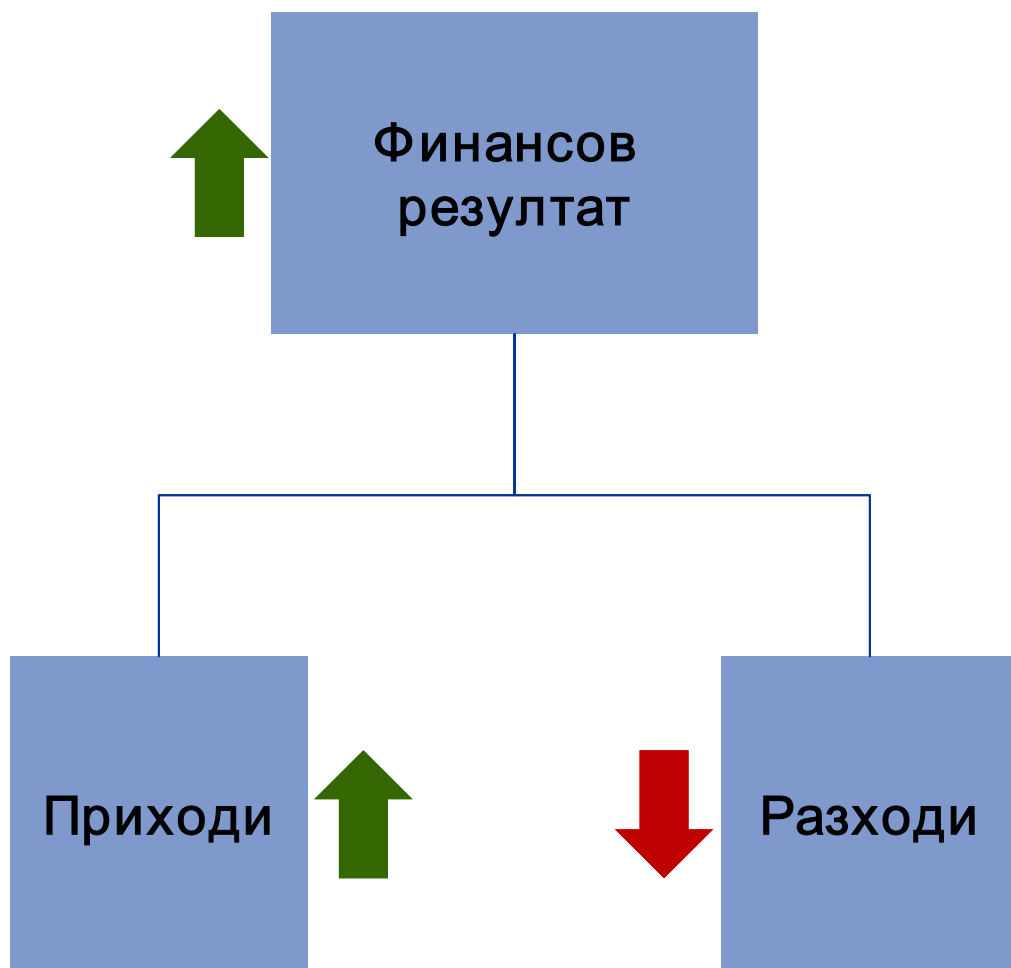 Финансов
резултат
Приходи
Разходи